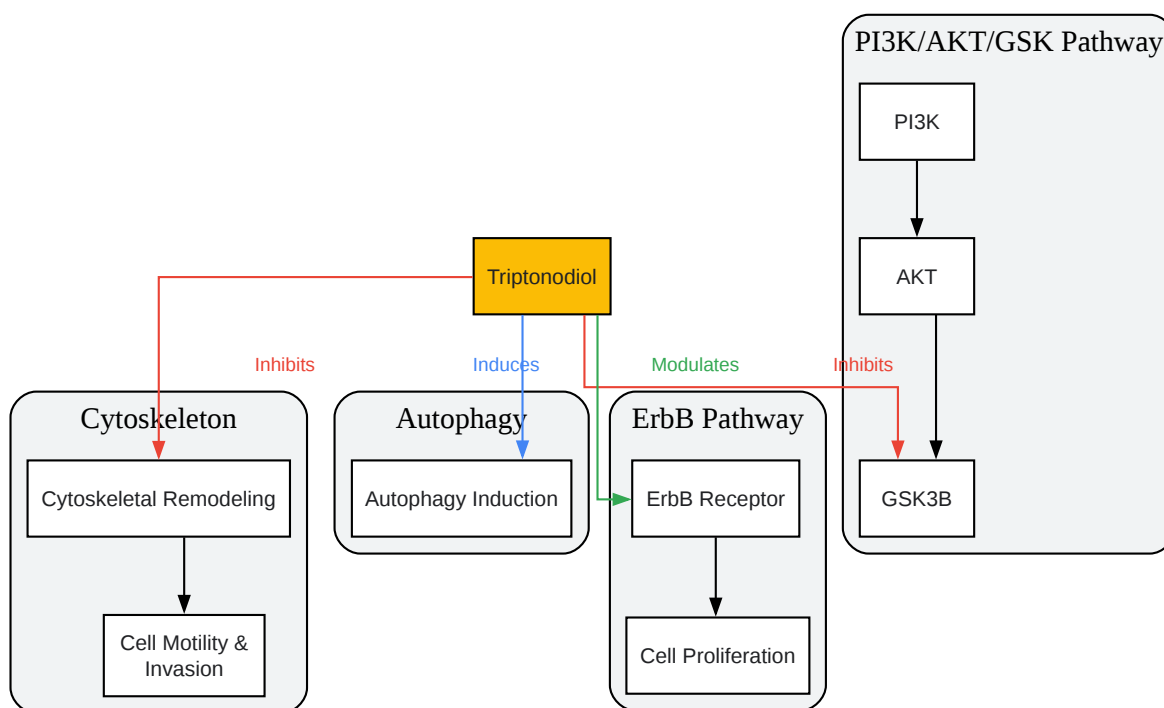 PI3K/AKT/GSK Pathway
PI3K
AKT
Triptonodiol
Inhibits
Induces
Modulates
Inhibits
Cytoskeleton
Autophagy
ErbB Pathway
Cytoskeletal Remodeling
Autophagy Induction
ErbB Receptor
GSK3B
Cell Motility &
Invasion
Cell Proliferation